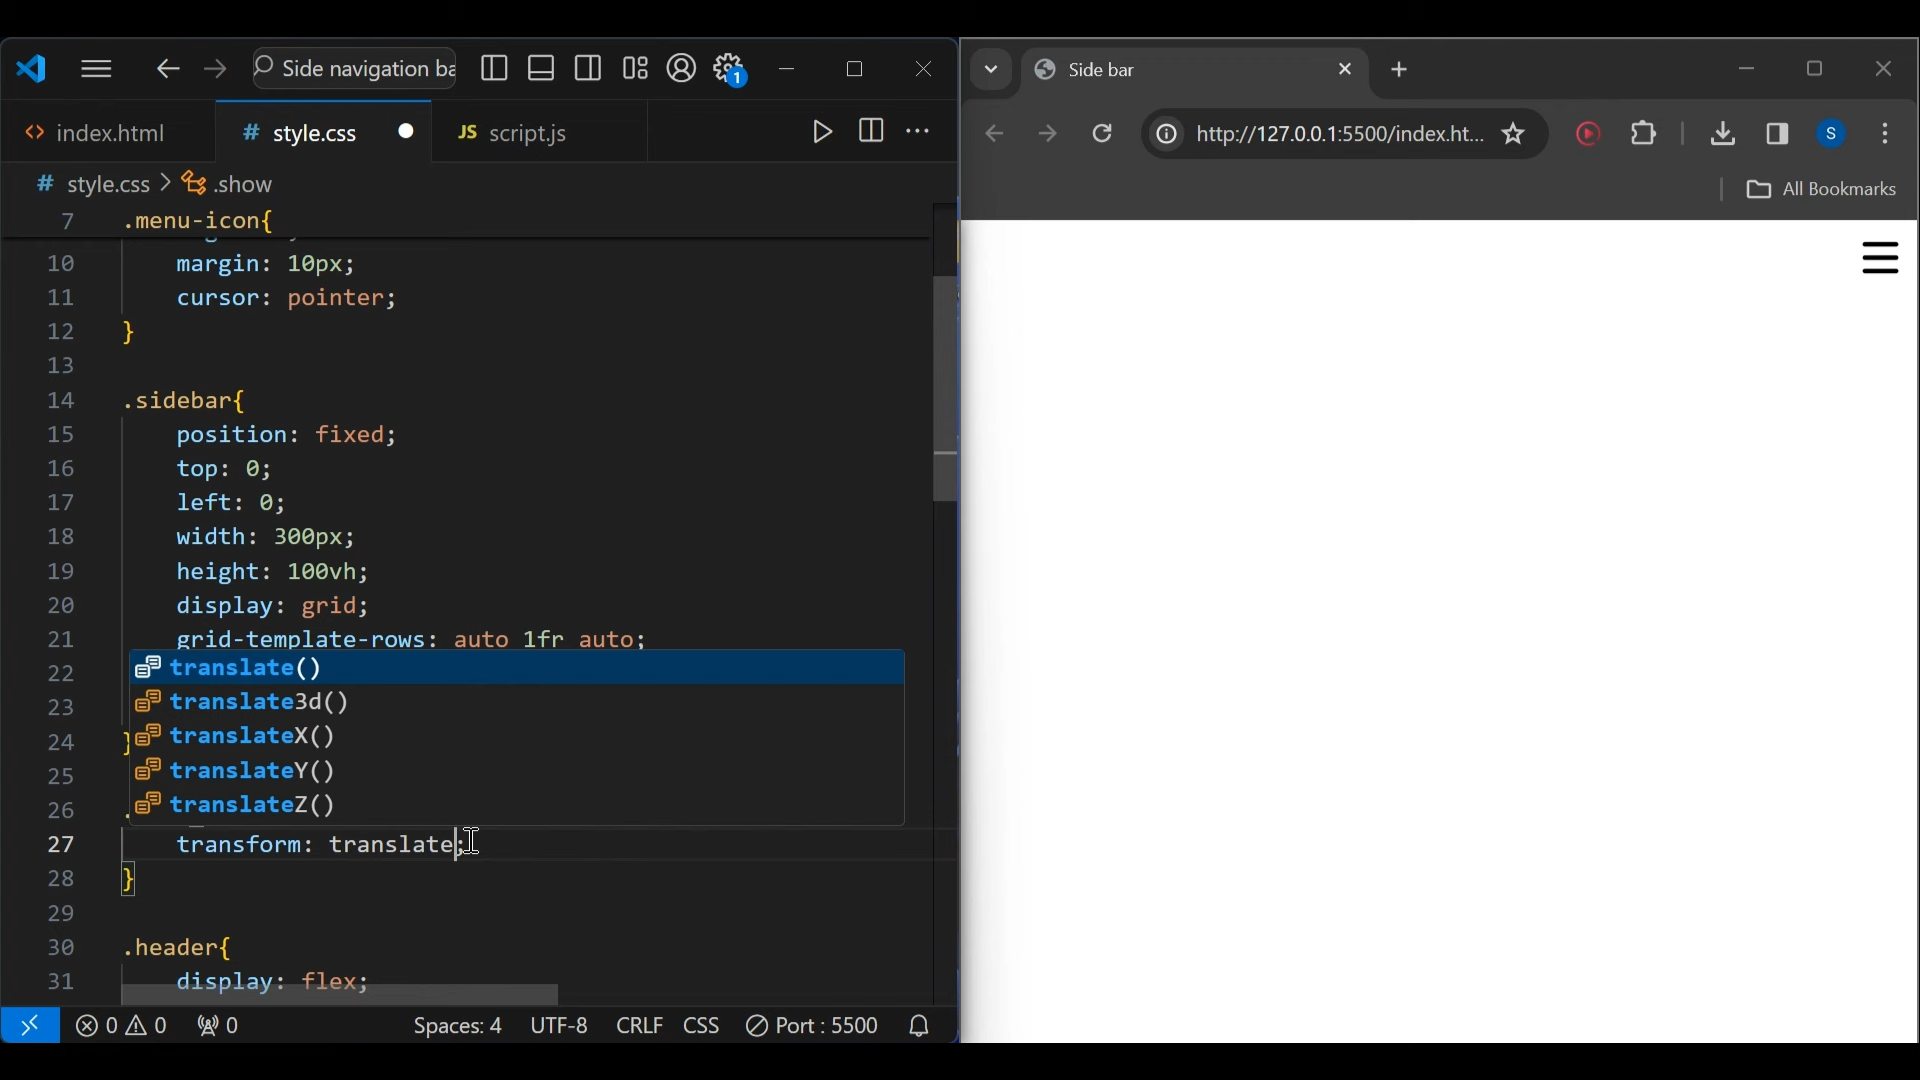 Side navigation ba
index.html
# style.css
JS script.js
# style.css > .show
7 .menu-icon{
10 margin: 10px;
11 cursor: pointer;
12 }
13
14 .sidebar{
15 position: fixed;
16 top: 0;
17 left: 0;
18 width: 300px;
19 height: 100vh;
20 display: grid;
21 grid-template-rows: auto 1fr auto;
22 translate()
23 translate3d()
24 } translateX()
25 translateY()
26 . translateZ()
27 transform: translate;
28 }
29
30 .header{
31 display: flex;
0 0 0 Spaces: 4 UTF-8 CRLF CSS Port : 5500
1
Side bar
http://127.0.0.1:5500/index.ht...
S
All Bookmarks